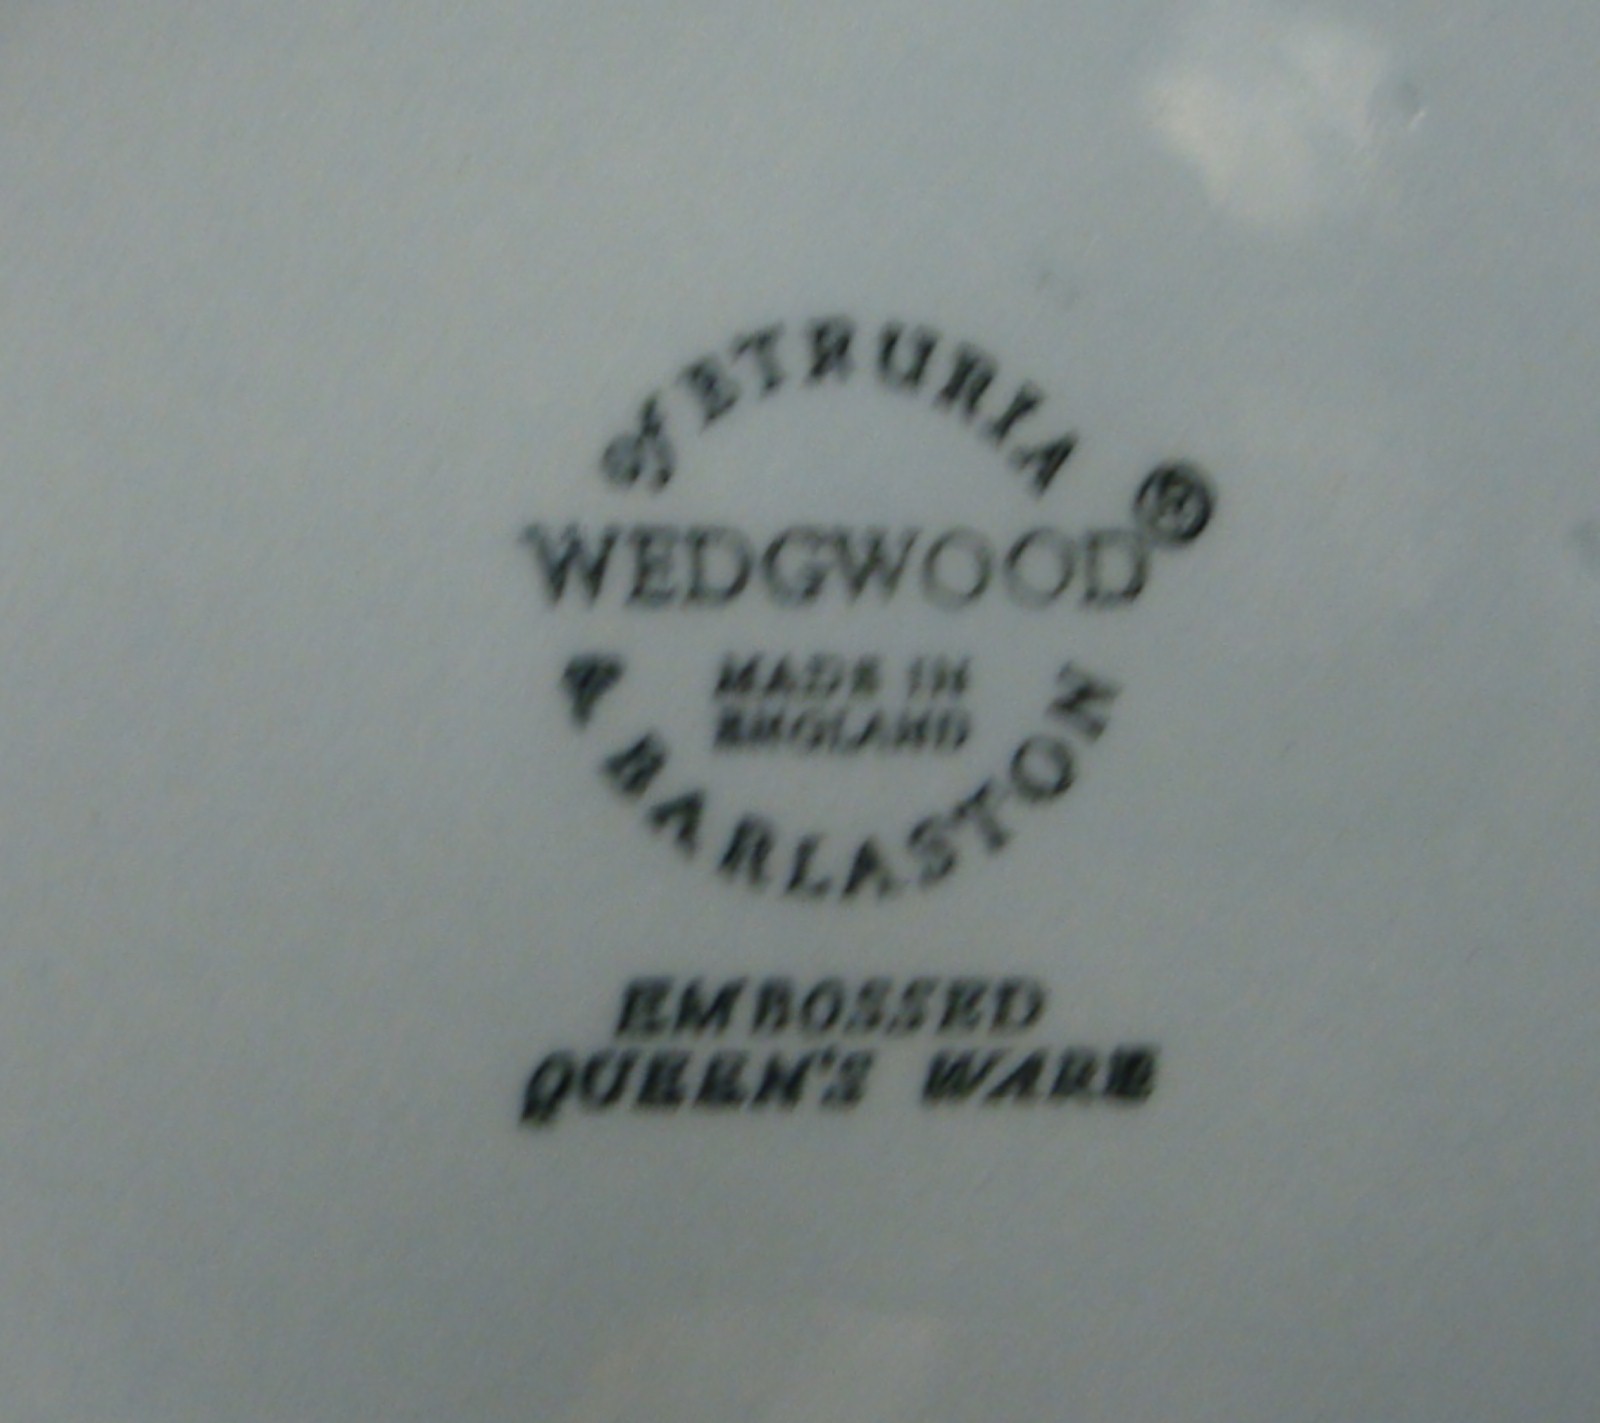 Of ETRURIA
WEDGWOOD®
MADE IN
ENGLAND
& BARLASTON
EMBOSSED
QUEEN'S WARE